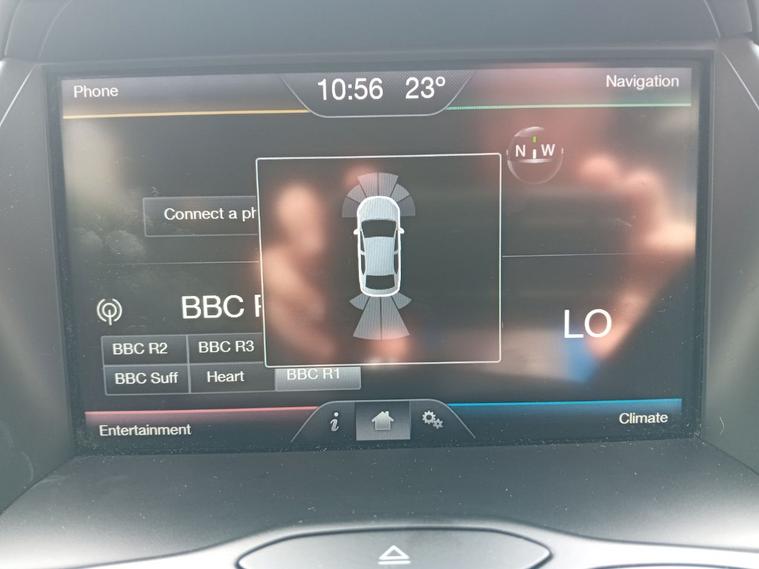 Phone
10:56 23°
Navigation
N W
Connect a ph
BBC R
LO
BBC R2
BBC R3
BBC Suff
Heart
BBC R1
Entertainment
i
Climate